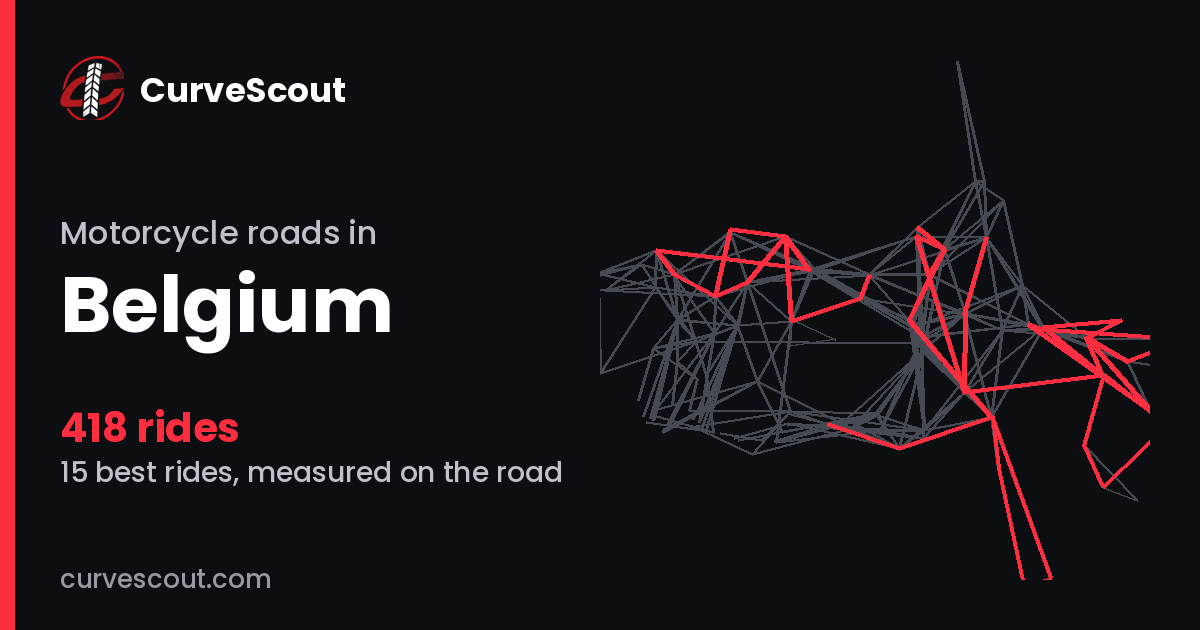 CurveScout
Motorcycle roads in
Belgium
418 rides
15 best rides, measured on the road
curvescout.com